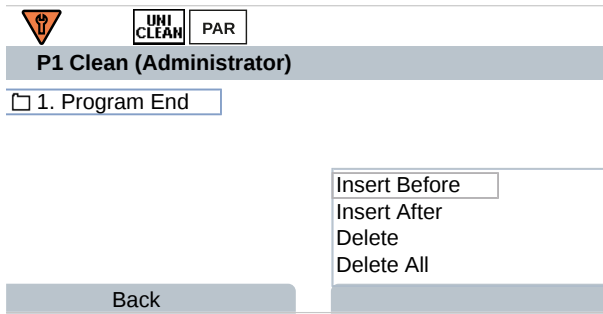 UNI
CLEAN
PAR
P1 Clean (Administrator)
1. Program End
Insert Before
Insert After
Delete
Delete All
Back